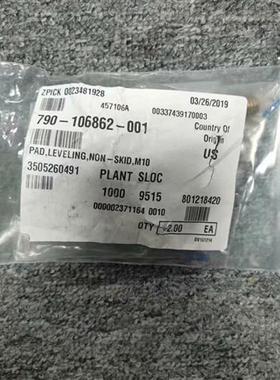 ZPICK 0023481928
03/26/2019
457106A
00337439170003
790-106862-001
Country Of
Origin
US
PAD,LEVELING,NON-SKID,M10
3505260491
PLANT SLOC
1000 9515
801218420
000002371164 0010
QTY 2.00 EA